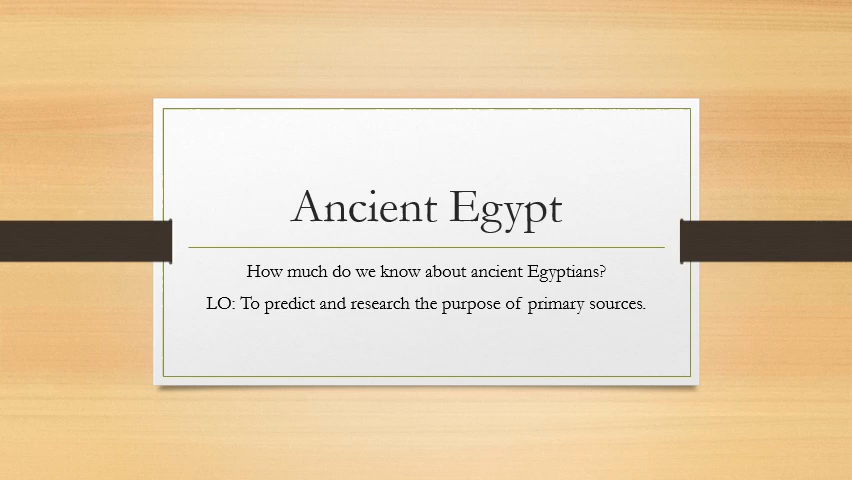 Ancient Egypt
How much do we know about ancient Egyptians?
LO: To predict and research the purpose of primary sources.